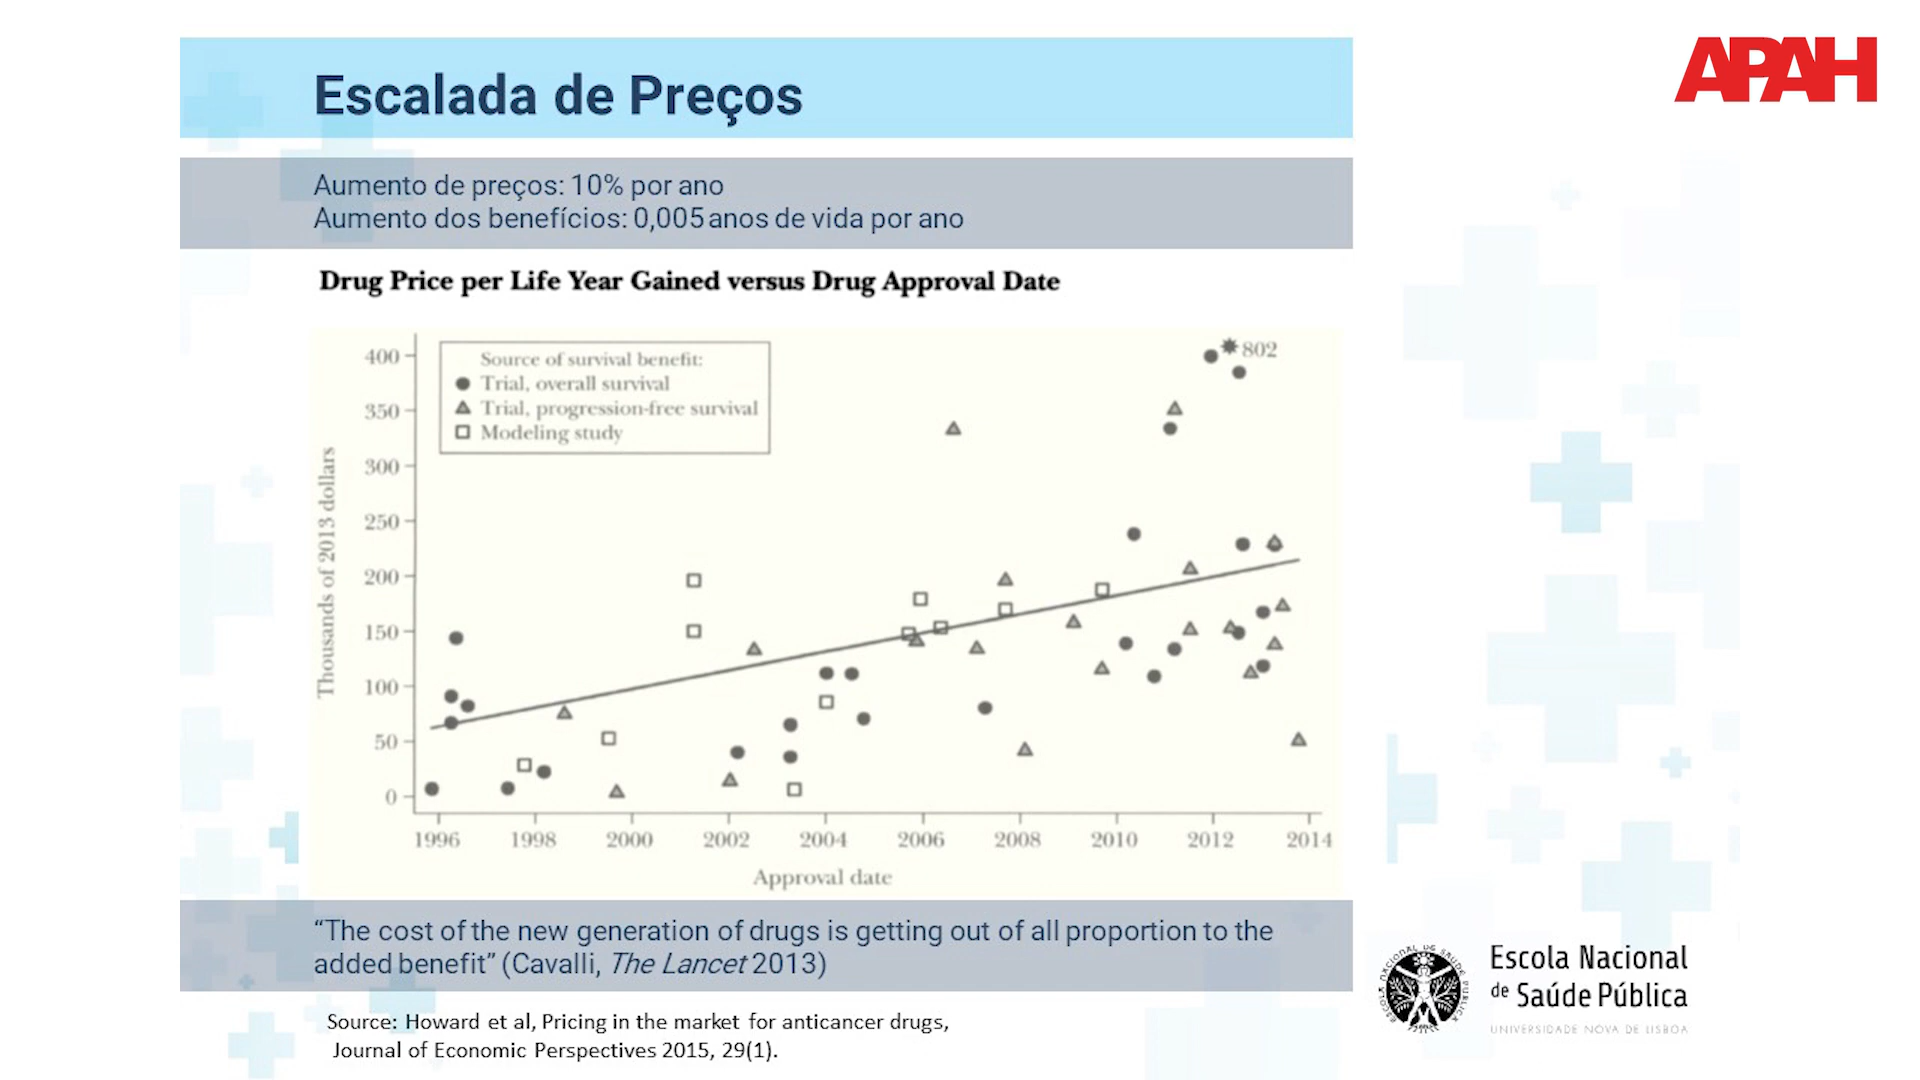 APAH
Escalada de Preços
Aumento de preços: 10% por ano
Aumento dos benefícios: 0,005 anos de vida por ano
Drug Price per Life Year Gained versus Drug Approval Date
Thousands of 2013 dollars
400
350
300
250
200
150
100
50
0
Source of survival benefit:
Trial, overall survival
Trial, progression-free survival
Modeling study
802
1996 1998 2000 2002 2004 2006 2008 2010 2012 2014
Approval date
“The cost of the new generation of drugs is getting out of all proportion to the
added benefit” (Cavalli, The Lancet 2013)
Source: Howard et al, Pricing in the market for anticancer drugs,
Journal of Economic Perspectives 2015, 29(1).
ESCOLA NACIONAL DE SAÚDE PÚBLICA
Escola Nacional
de Saúde Pública
UNIVERSIDADE NOVA DE LISBOA